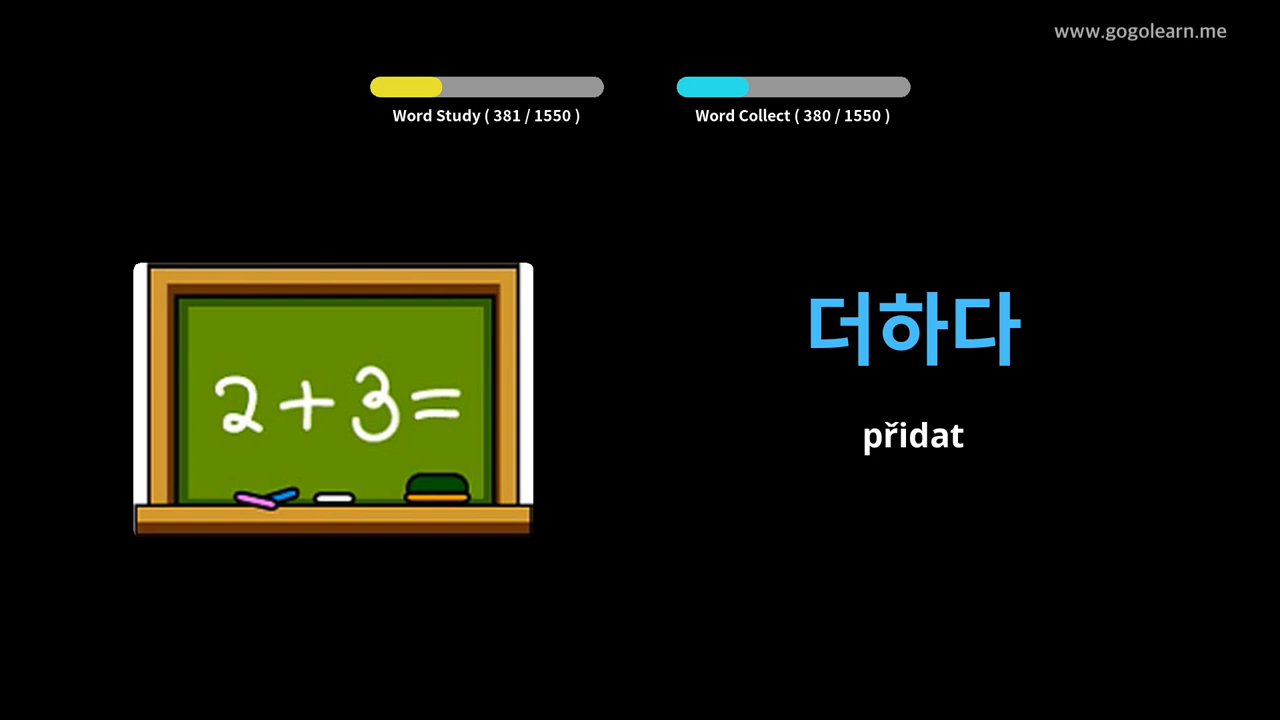 www.gogolearn.me
Word Study ( 381 / 1550 )
Word Collect ( 380 / 1550 )
2+3=
더하다
přidat